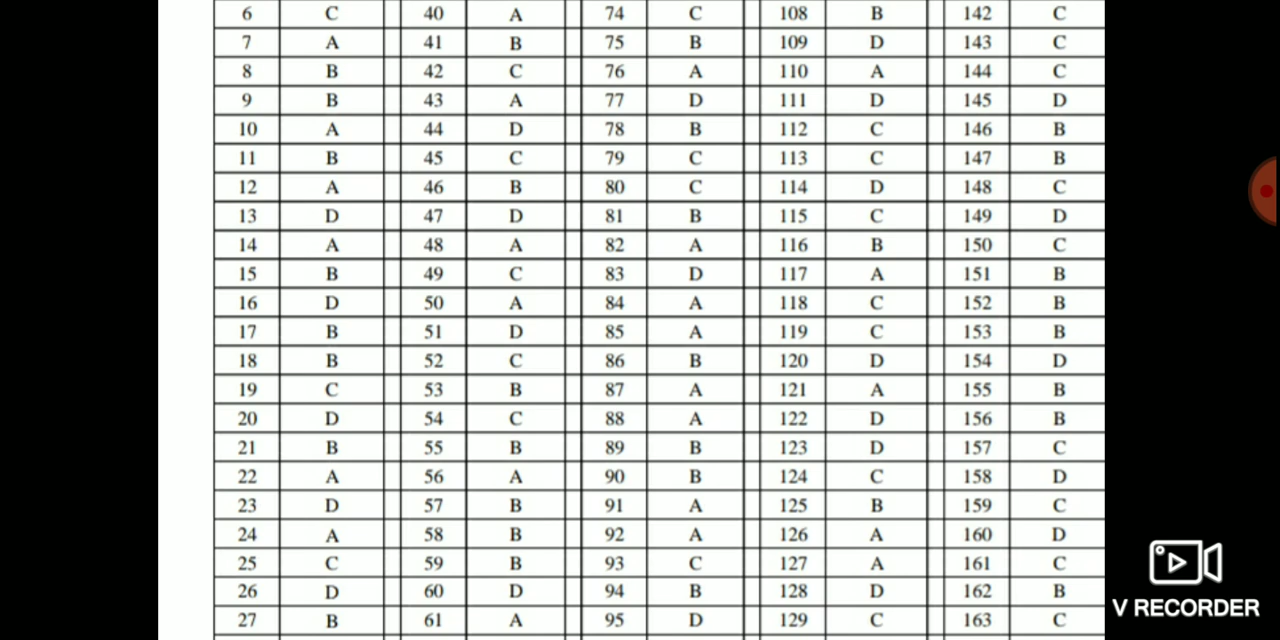 6 C 40 A 74 C 108 B 142 C
7 A 41 B 75 B 109 D 143 C
8 B 42 C 76 A 110 A 144 C
9 B 43 A 77 D 111 D 145 D
10 A 44 D 78 B 112 C 146 B
11 B 45 C 79 C 113 C 147 B
12 A 46 B 80 C 114 D 148 C
13 D 47 D 81 B 115 C 149 D
14 A 48 A 82 A 116 B 150 C
15 B 49 C 83 D 117 A 151 B
16 D 50 A 84 A 118 C 152 B
17 B 51 D 85 A 119 C 153 B
18 B 52 C 86 B 120 D 154 D
19 C 53 B 87 A 121 A 155 B
20 D 54 C 88 A 122 D 156 B
21 B 55 B 89 B 123 D 157 C
22 A 56 A 90 B 124 C 158 D
23 D 57 B 91 A 125 B 159 C
24 A 58 B 92 A 126 A 160 D
25 C 59 B 93 C 127 A 161 C
26 D 60 D 94 B 128 D 162 B
27 B 61 A 95 D 129 C 163 C
V RECORDER